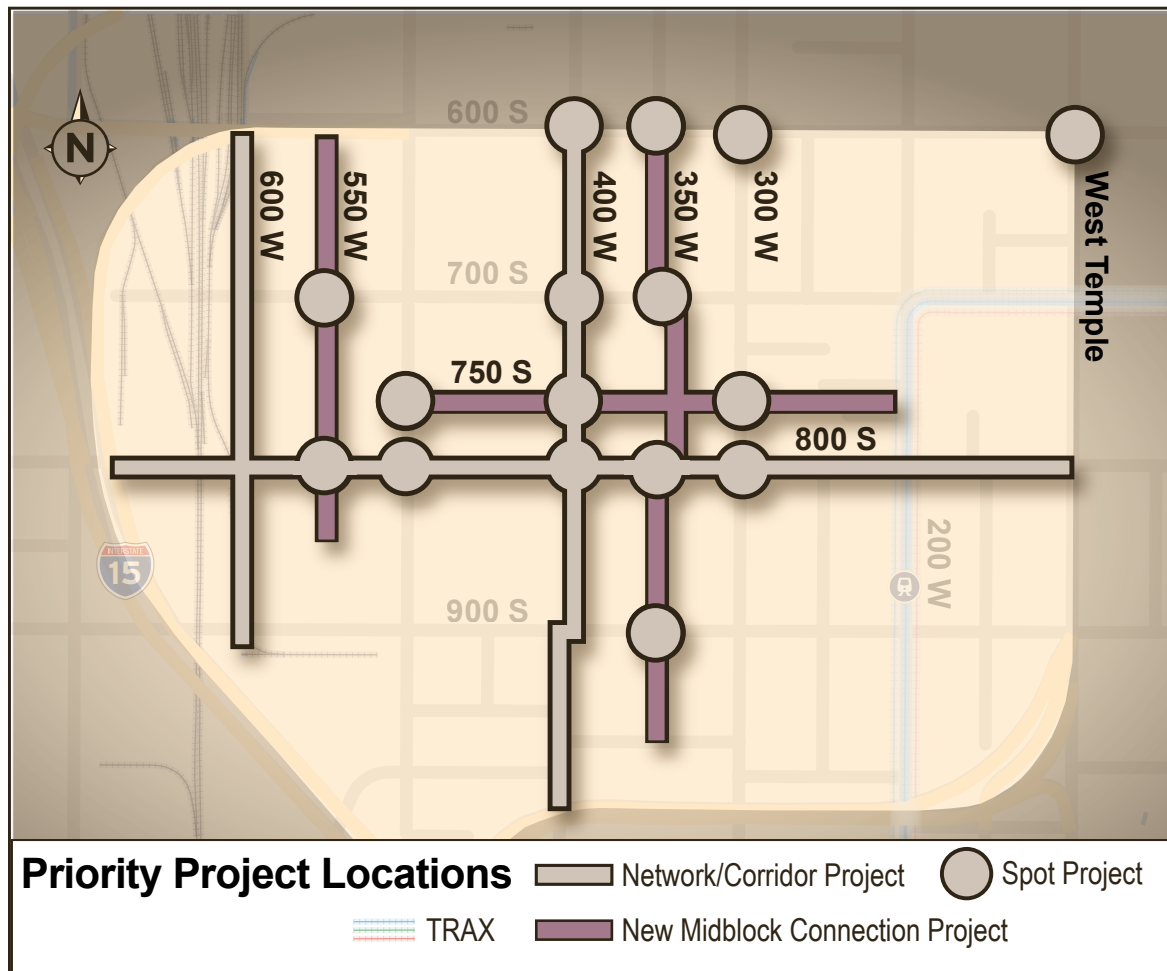 600 S
N
600 W
550 W
400 W
350 W
300 W
West Temple
700 S
750 S
800 S
INTERSTATE
15
200 W
900 S
Priority Project Locations
Network/Corridor Project
Spot Project
TRAX
New Midblock Connection Project